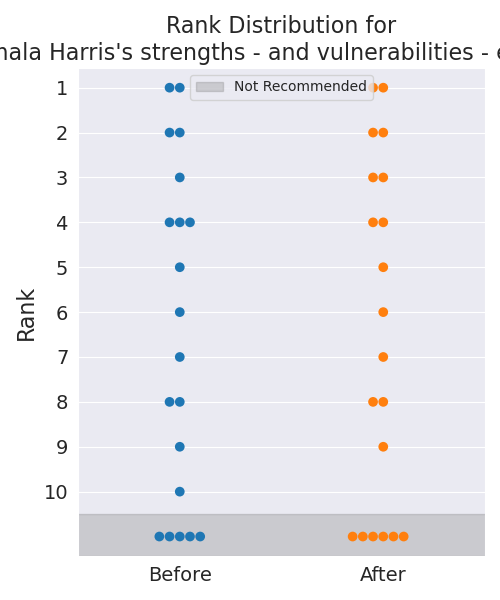 Rank Distribution for
mala Harris's strengths - and vulnerabilities - e
Not Recommended
Rank
1
2
3
4
5
6
7
8
9
10
Before After